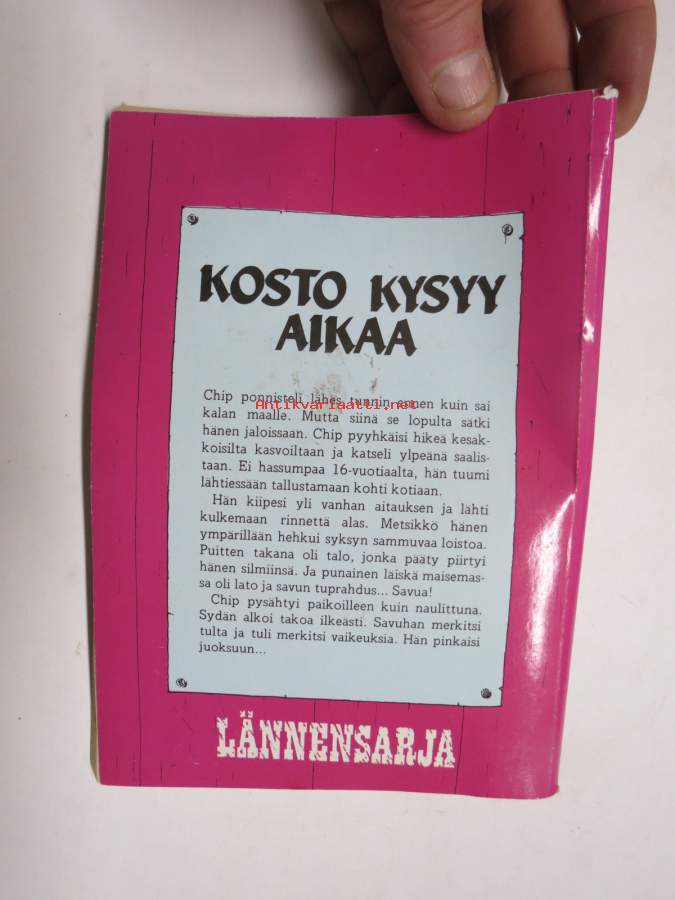 KOSTO KYSYY
AIKAA
Chip ponnisteli lähes tunnin ennen kuin sai
Antikvariaatti.net
kalan maalle. Mutta siinä se lopulta sätki
hänen jaloissaan. Chip pyyhkäisi hikeä kesak-
koisilta kasvoiltaan ja katseli ylpeänä saalis-
taan. Ei hassumpaa 16-vuotiaalta, hän tuumi
lähtiessään tallustamaan kohti kotiaan.
Hän kiipesi yli vanhan aitauksen ja lähti
kulkemaan rinnettä alas. Metsikkö hänen
ympärillään hehkui syksyn sammuvaa loistoa.
Puitten takana oli talo, jonka pääty piirtyi
hänen silmiinsä. Ja punainen läiskä maisemas-
sa oli lato ja savun tuprahdus... Savua!
Chip pysähtyi paikoilleen kuin naulittuna.
Sydän alkoi takoa ilkeästi. Savuhan merkitsi
tulta ja tuli merkitsi vaikeuksia. Hän pinkaisi
juoksuun...
LÄNNENSARJA